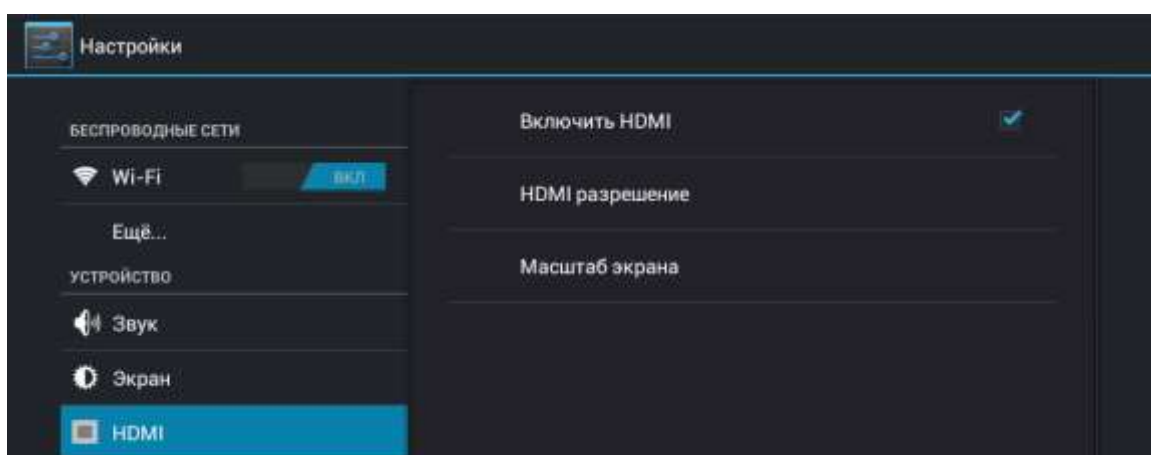 Настройки
БЕСПРОВОДНЫЕ СЕТИ
Wi-Fi ВКЛ
Ещё...
УСТРОЙСТВО
Звук
Экран
HDMI
Включить HDMI
HDMI разрешение
Масштаб экрана